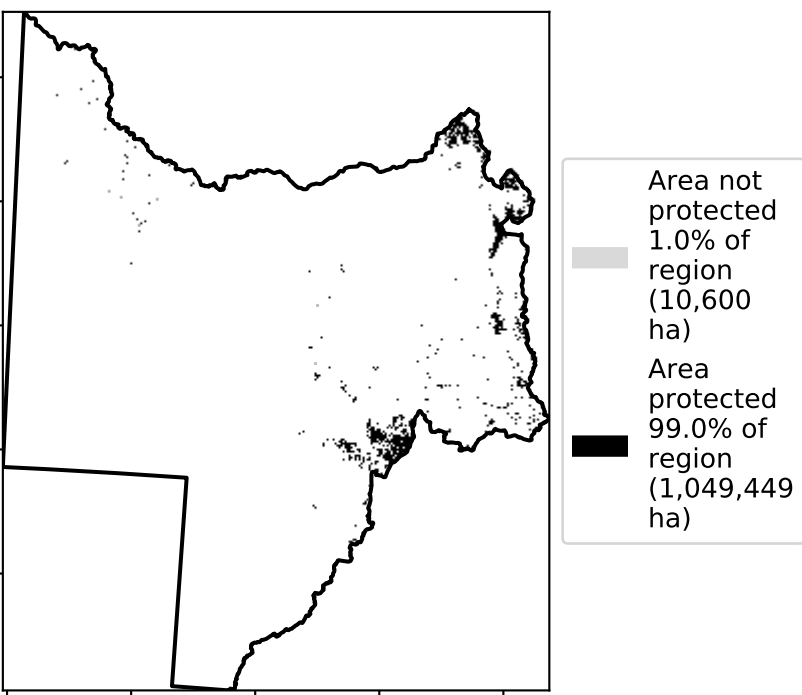 Area not
protected
1.0% of
region
(10,600
ha)
Area
protected
99.0% of
region
(1,049,449
ha)